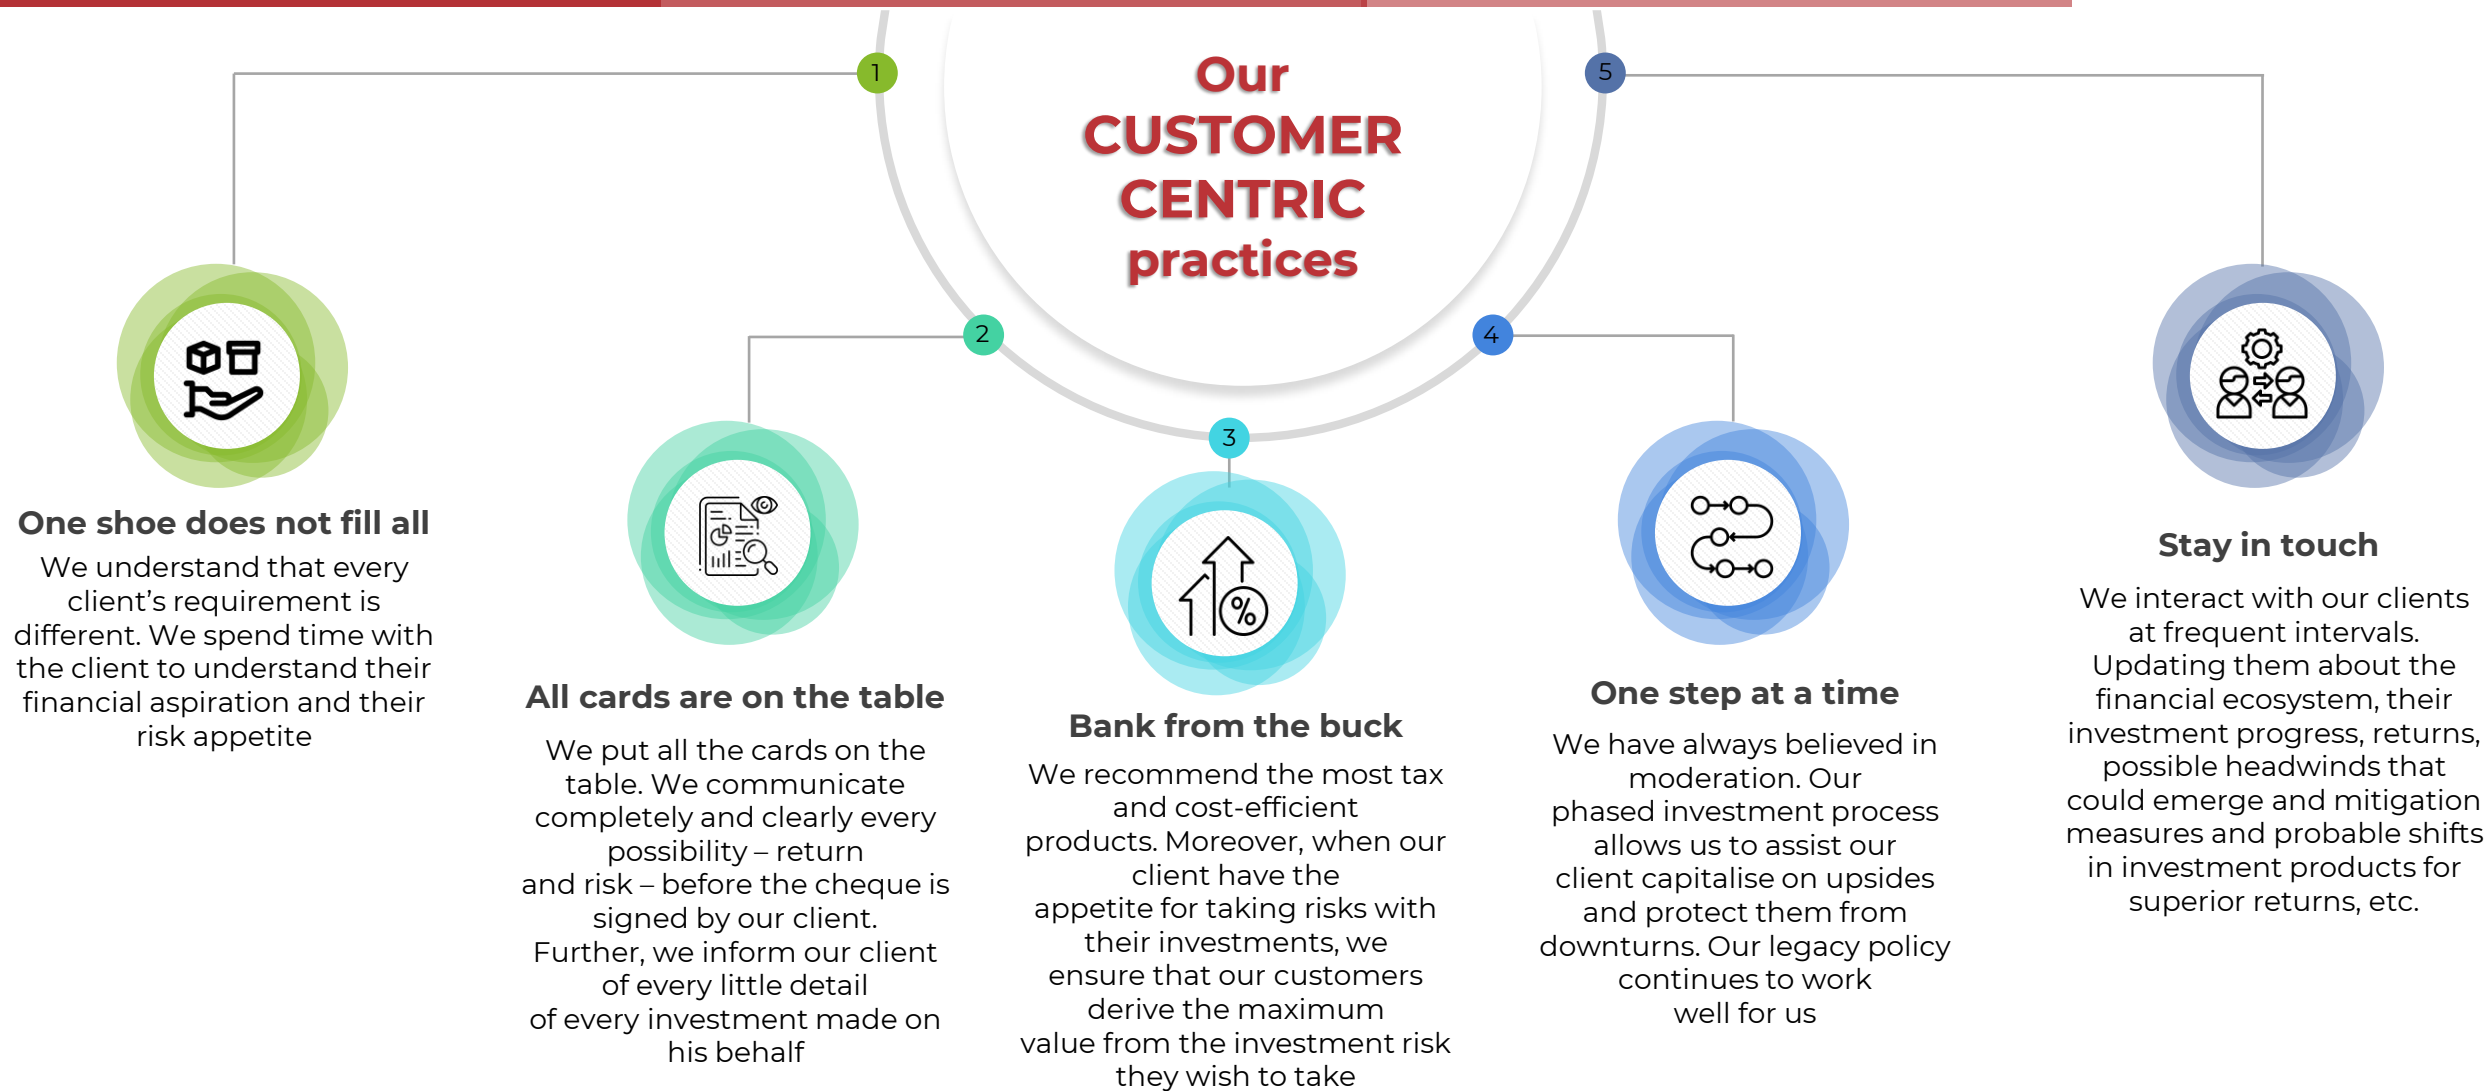 Our
CUSTOMER
CENTRIC
practices
1
One shoe does not fill all
We understand that every
client’s requirement is
different. We spend time with
the client to understand their
financial aspiration and their
risk appetite
2
All cards are on the table
We put all the cards on the
table. We communicate
completely and clearly every
possibility – return
and risk – before the cheque is
signed by our client.
Further, we inform our client
of every little detail
of every investment made on
his behalf
3
%
Bank from the buck
We recommend the most tax
and cost-efficient
products. Moreover, when our
client have the
appetite for taking risks with
their investments, we
ensure that our customers
derive the maximum
value from the investment risk
they wish to take
4
One step at a time
We have always believed in
moderation. Our
phased investment process
allows us to assist our
client capitalise on upsides
and protect them from
downturns. Our legacy policy
continues to work
well for us
5
Stay in touch
We interact with our clients
at frequent intervals.
Updating them about the
financial ecosystem, their
investment progress, returns,
possible headwinds that
could emerge and mitigation
measures and probable shifts
in investment products for
superior returns, etc.